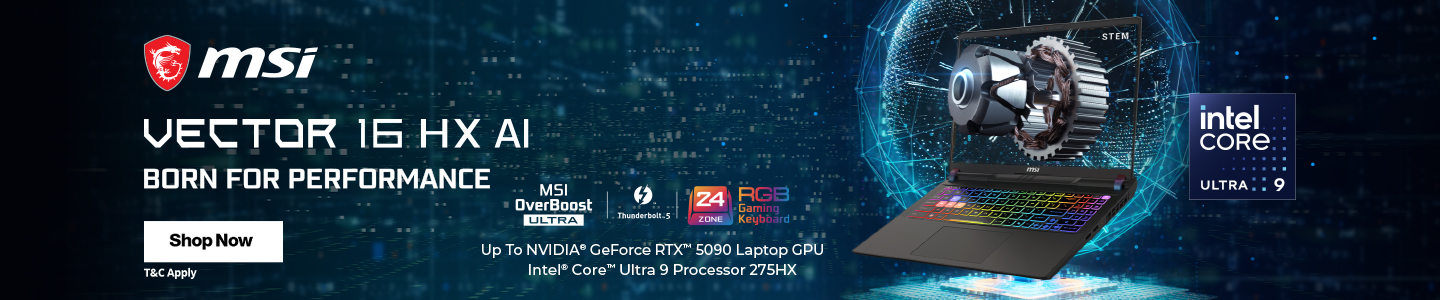 msi
VECTOR 16 HX AI
BORN FOR PERFORMANCE
MSI
OverBoost
ULTRA
Thunderbolt™ 5
24
ZONE
RGB
Gaming
Keyboard
Up To NVIDIA® GeForce RTX™ 5090 Laptop GPU
Intel® Core™ Ultra 9 Processor 275HX
Shop Now
T&C Apply
STEM
msi
intel
CORE
ULTRA 9